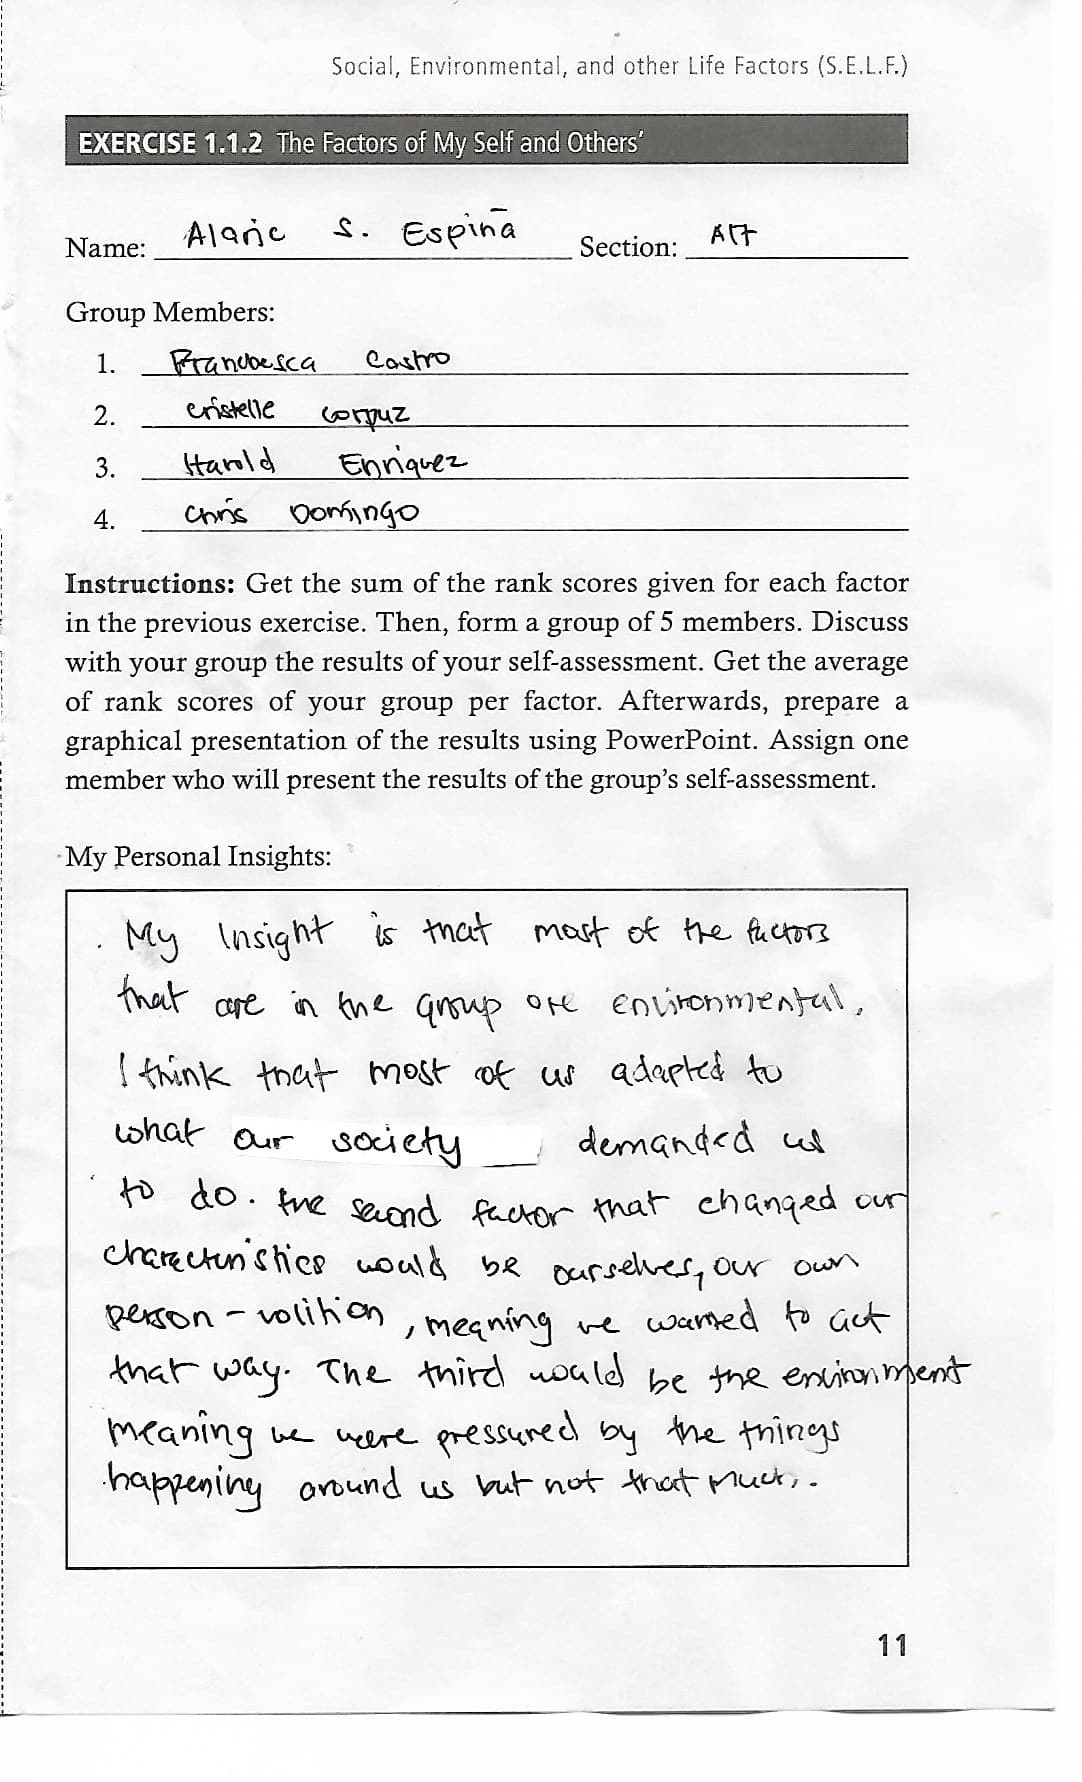 Social, Environmental, and other Life Factors (S.E.L.F.)
EXERCISE 1.1.2 The Factors of My Self and Others'
Name: Alaric S. Espina Section: A17
Group Members:
1. Francesca Castro
2. Cristelle Corpuz
3. Harold Enriquez
4. Chris Domingo
Instructions: Get the sum of the rank scores given for each factor
in the previous exercise. Then, form a group of 5 members. Discuss
with your group the results of your self-assessment. Get the average
of rank scores of your group per factor. Afterwards, prepare a
graphical presentation of the results using PowerPoint. Assign one
member who will present the results of the group's self-assessment.
My Personal Insights:
My Insight is that most of the factors
that are in the group are environmental,
I think that most of us adapted to
what our society demanded us
to do. the second factor that changed our
charecteristics would be ourselves, our own
person-volition, meaning we wanted to act
that way. The third would be the environment
meaning we were pressured by the things
happening around us but not that much.
11